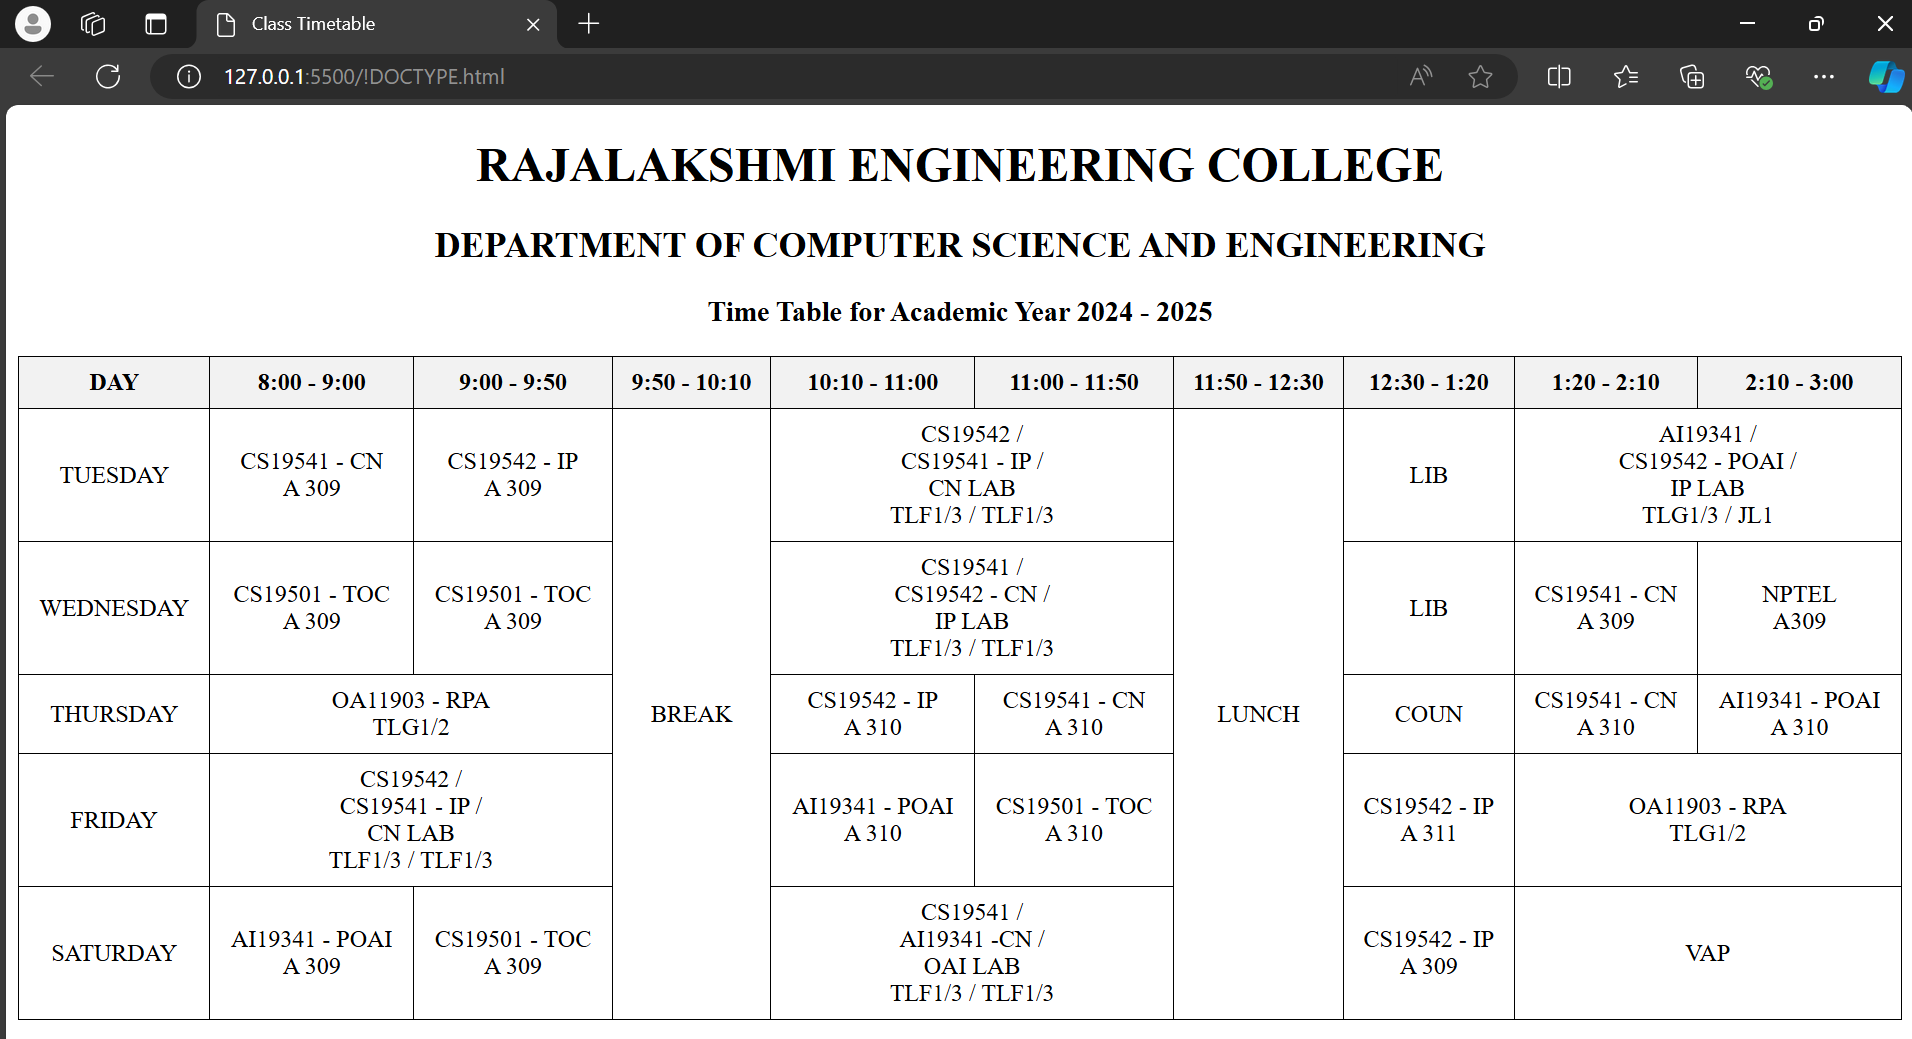 Class Timetable
127.0.0.1:5500/!DOCTYPE.html
RAJALAKSHMI ENGINEERING COLLEGE
DEPARTMENT OF COMPUTER SCIENCE AND ENGINEERING
Time Table for Academic Year 2024 - 2025
DAY
8:00 - 9:00
9:00 - 9:50
9:50 - 10:10
10:10 - 11:00
11:00 - 11:50
11:50 - 12:30
12:30 - 1:20
1:20 - 2:10
2:10 - 3:00
TUESDAY
CS19541 - CN
A 309
CS19542 - IP
A 309
BREAK
CS19542 /
CS19541 - IP /
CN LAB
TLF1/3 / TLF1/3
LUNCH
LIB
AI19341 /
CS19542 - POAI /
IP LAB
TLG1/3 / JL1
WEDNESDAY
CS19501 - TOC
A 309
CS19501 - TOC
A 309
CS19541 /
CS19542 - CN /
IP LAB
TLF1/3 / TLF1/3
LIB
CS19541 - CN
A 309
NPTEL
A309
THURSDAY
OA11903 - RPA
TLG1/2
CS19542 - IP
A 310
CS19541 - CN
A 310
COUN
CS19541 - CN
A 310
AI19341 - POAI
A 310
FRIDAY
CS19542 /
CS19541 - IP /
CN LAB
TLF1/3 / TLF1/3
AI19341 - POAI
A 310
CS19501 - TOC
A 310
CS19542 - IP
A 311
OA11903 - RPA
TLG1/2
SATURDAY
AI19341 - POAI
A 309
CS19501 - TOC
A 309
CS19541 /
AI19341 -CN /
OAI LAB
TLF1/3 / TLF1/3
CS19542 - IP
A 309
VAP